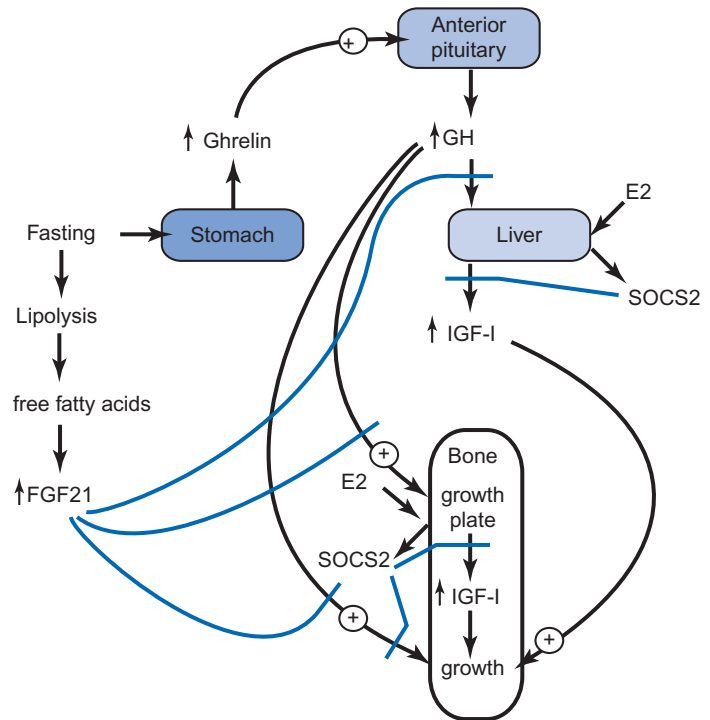 Anterior
pituitary
+
↑ Ghrelin
↑GH
E2
Fasting
Stomach
Liver
SOCS2
Lipolysis
↑ IGF-I
free fatty acids
+
Bone
E2
growth
plate
↑FGF21
SOCS2
↑ IGF-I
+
+
growth